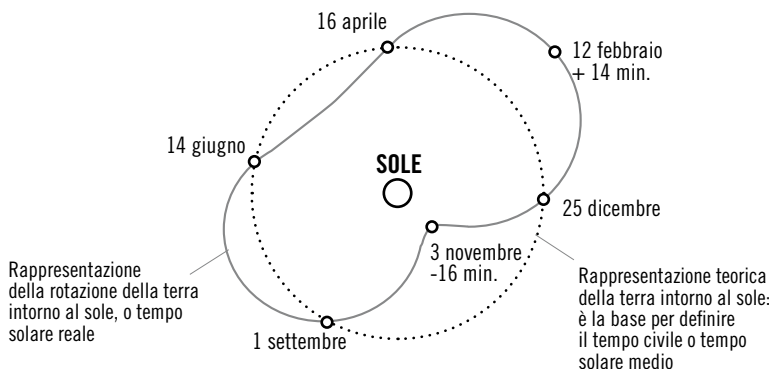 16 aprile
12 febbraio
+ 14 min.
14 giugno
SOLE
25 dicembre
3 novembre
-16 min.
Rappresentazione
della rotazione della terra
intorno al sole, o tempo
solare reale
1 settembre
Rappresentazione teorica
della terra intorno al sole:
è la base per definire
il tempo civile o tempo
solare medio